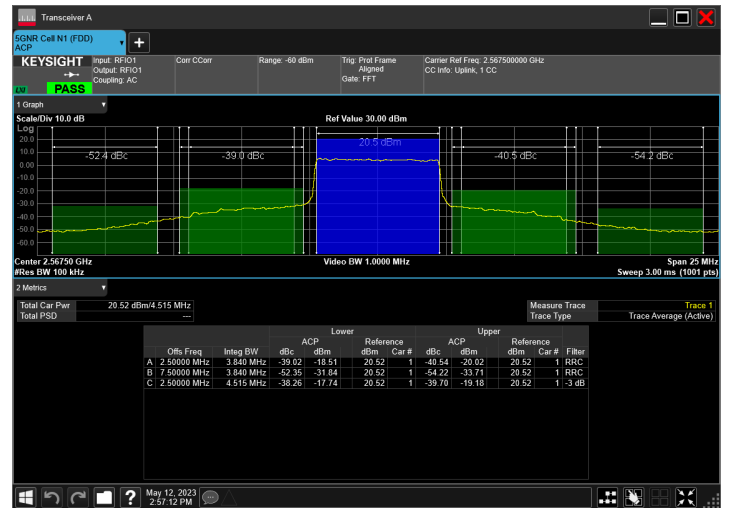 Transceiver A
5GNR Cell N1 (FDD)
ACP
KEYSIGHT
Input: RFIO1
Output: RFIO1
Coupling: AC
Corr CCorr
Range: -60 dBm
Trig: Prot Frame
Aligned
Gate: FFT
Carrier Ref Freq: 2.567500000 GHz
CC Info: Uplink, 1 CC
LXI PASS
1 Graph
Scale/Div 10.0 dB
Ref Value 30.00 dBm
Log
20.0
10.0
0.00
-10.0
-20.0
-30.0
-40.0
-50.0
-60.0
-52.4 dBc
-39.0 dBc
20.5 dBm
-40.5 dBc
-54.2 dBc
Center 2.56750 GHz
Video BW 1.0000 MHz
Span 25 MHz
#Res BW 100 kHz
Sweep 3.00 ms (1001 pts)
2 Metrics
Total Car Pwr 20.52 dBm/4.515 MHz
Total PSD ---
Measure Trace Trace 1
Trace Type Trace Average (Active)
Lower Upper
ACP Reference ACP Reference
Offs Freq Integ BW dBc dBm dBm Car # dBc dBm dBm Car # Filter
A 2.50000 MHz 3.840 MHz -39.02 -18.51 20.52 1 -40.54 -20.02 20.52 1 RRC
B 7.50000 MHz 3.840 MHz -52.35 -31.84 20.52 1 -54.22 -33.71 20.52 1 RRC
C 2.50000 MHz 4.515 MHz -38.26 -17.74 20.52 1 -39.70 -19.18 20.52 1 -3 dB
May 12, 2023
2:57:12 PM